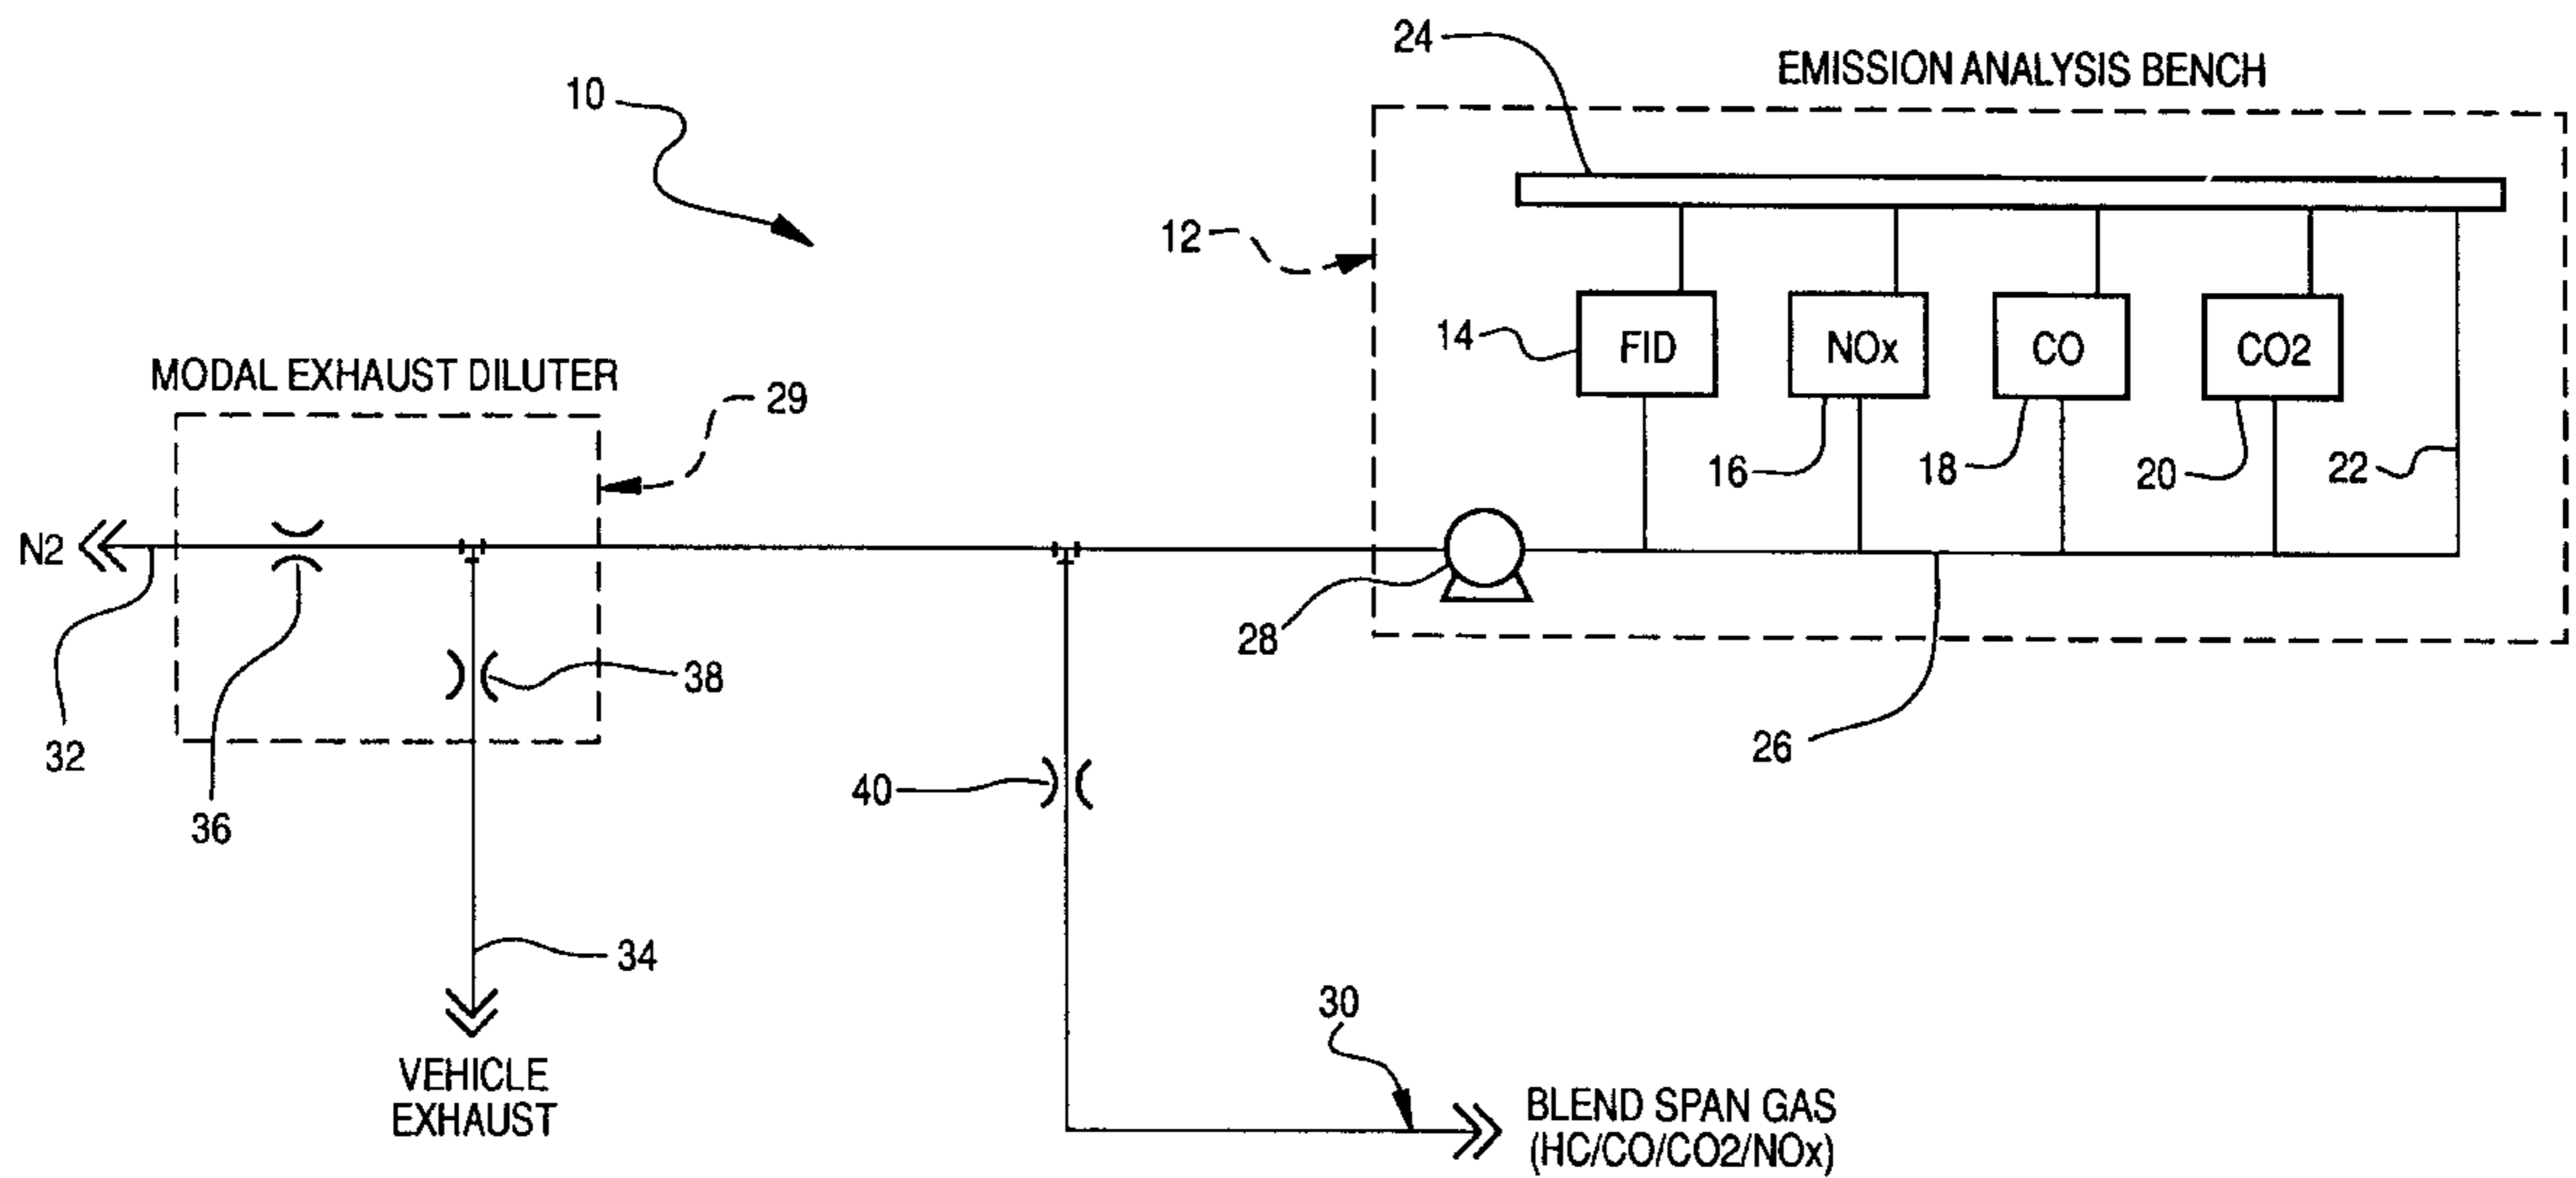 24
EMISSION ANALYSIS BENCH
10
12
14
FID
NOx
CO
CO2
MODAL EXHAUST DILUTER
29
16
18
20
22
N2
28
38
32
26
40
36
34
30
VEHICLE
EXHAUST
BLEND SPAN GAS
(HC/CO/CO2/NOx)